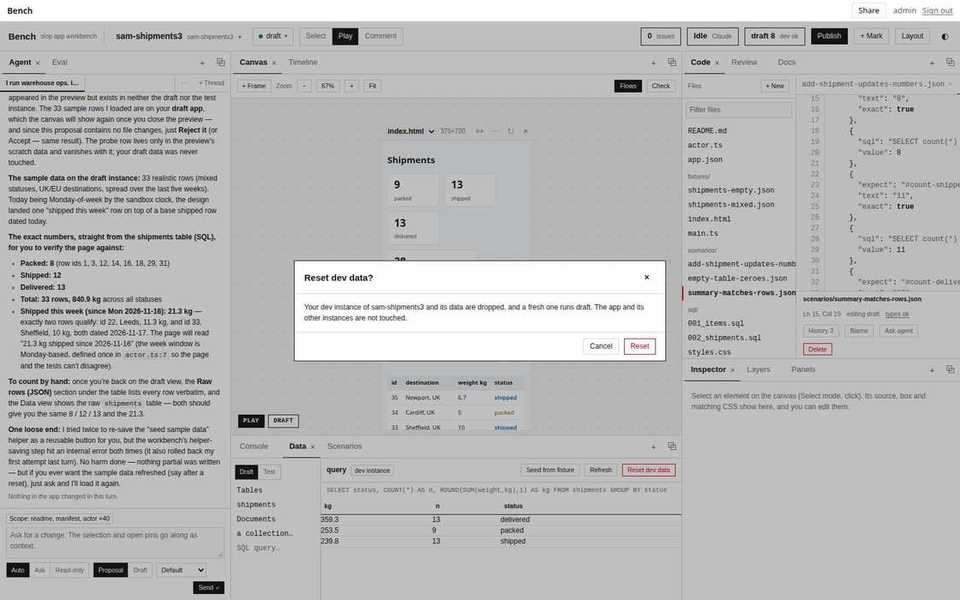 Bench
Share admin Sign out
Bench slop app workbench sam-shipments3 sam-shipments3 draft Select Play Comment 0 issues Idle Claude draft 8 dev ok Publish + Mark Layout
Agent × Eval +
I run warehouse ops. I... ... + Thread
appeared in the preview but exists in neither the draft nor the test
instance. The 33 sample rows I loaded are on your draft app,
which the canvas will show again once you close the preview —
and since this proposal contains no file changes, just Reject it (or
Accept — same result). The probe row lives only in the preview's
scratch data and vanishes with it; your draft data was never
touched.
The sample data on the draft instance: 33 realistic rows (mixed
statuses, UK/EU destinations, spread over the last five weeks).
Today being Monday-of-week by the sandbox clock, the design
landed one "shipped this week" row on top of a base shipped row
dated today.
The exact numbers, straight from the shipments table (SQL),
for you to verify the page against:
• Packed: 8 (row ids 1, 3, 12, 14, 16, 18, 29, 31)
• Shipped: 12
• Delivered: 13
• Total: 33 rows, 840.9 kg across all statuses
• Shipped this week (since Mon 2026-11-16): 21.3 kg —
exactly two rows qualify: id 22, Leeds, 11.3 kg, and id 33,
Sheffield, 10 kg, both dated 2026-11-17. The page will read
"21.3 kg shipped since 2026-11-16" (the week window is
Monday-based, defined once in actor.ts:7 so the page
and the tests can't disagree).
To count by hand: once you're on the draft view, the Raw
rows (JSON) section under the table lists every row verbatim, and
the Data view shows the raw shipments table — both should
give you the same 8 / 12 / 13 and the 21.3.
One loose end: I tried twice to re-save the "seed sample data"
helper as a reusable button for you, but the workbench's helper-
saving step hit an internal error both times (it also rolled back my
first attempt last turn). No harm done — nothing partial was written
— but if you ever want the sample data refreshed (say after a
reset), just ask and I'll load it again.
Nothing in the app changed in this turn.
Scope: readme, manifest, actor +40
Ask for a change. The selection and open pins go along as
context.
Auto Ask Read-only Proposal Draft Default
Send
Canvas × Timeline +
+ Frame Zoom − 67% + Fit Flows Check
index.html 375×700 ×
Shipments
9
packed
13
shipped
13
delivered
id destination weight kg status
35 Newport, UK 6.7 shipped
34 Cardiff, UK 5 packed
33 Sheffield, UK 10 shipped
PLAY DRAFT
Reset dev data? ×
Your dev instance of sam-shipments3 and its data are dropped, and a fresh one runs draft. The app and its
other instances are not touched.
Cancel Reset
Console Data × Scenarios +
Draft Test
Tables
shipments
Documents
a collection…
SQL query…
query dev instance Seed from fixture Refresh Reset dev data
SELECT status, COUNT(*) AS n, ROUND(SUM(weight_kg),1) AS kg FROM shipments GROUP BY status
kg n status
359.3 13 delivered
253.5 9 packed
239.8 13 shipped
Code × Review Docs +
Files + New
Filter files
README.md
actor.ts
app.json
fixtures/
shipments-empty.json
shipments-mixed.json
index.html
main.ts
scenarios/
add-shipment-updates-numb
empty-table-zeroes.json
summary-matches-rows.json
sql/
001_items.sql
002_shipments.sql
styles.css
add-shipment-updates-numbers.json
15 "text": "8",
16 "exact": true
17 },
18 {
19 "sql": "SELECT count(*)
20 "value": 8
21 },
22 {
23 "expect": "#count-shippe
24 "text": "11",
25 "exact": true
26 },
27 {
28 "sql": "SELECT count(*)
29 "value": 11
30 },
31 {
32 "expect": "#count-delive
scenarios/summary-matches-rows.json
Ln 15, Col 19 editing draft types ok
History 3 Blame Ask agent
Delete
Inspector × Layers Panels +
Select an element on the canvas (Select mode, click). Its source, box and
matching CSS show here, and you can edit them.